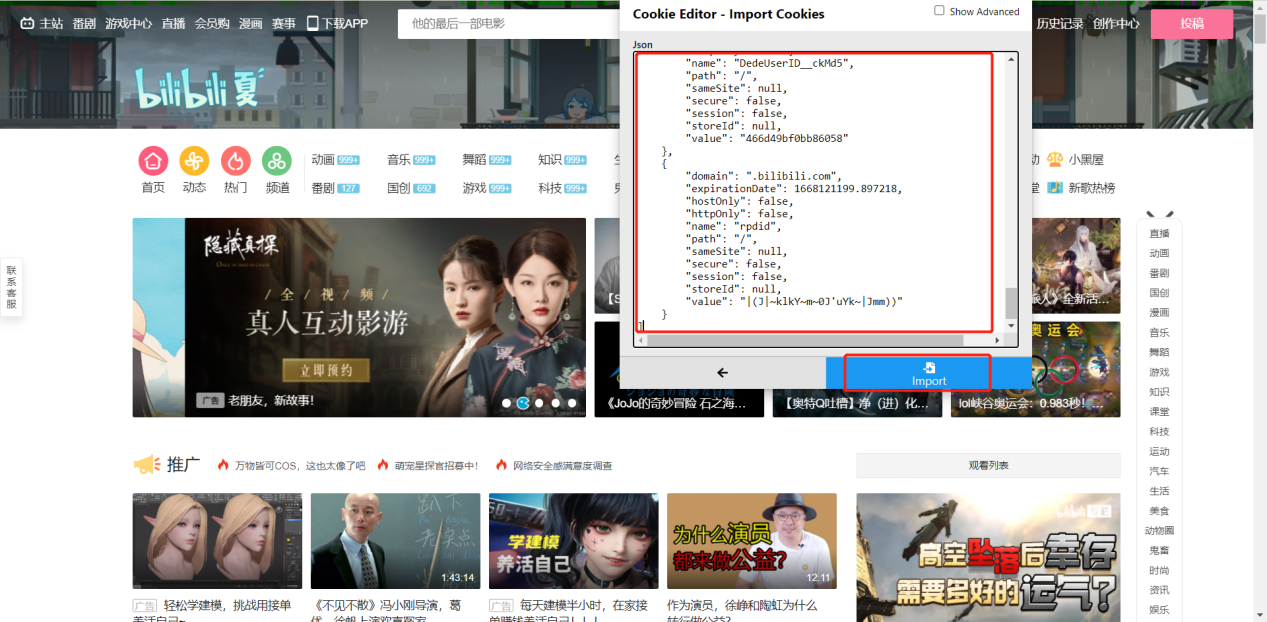 主站 番剧 游戏中心 直播 会员购 漫画 赛事 下载APP
他的最后一部电影
历史记录 创作中心 投稿
Cookie Editor - Import Cookies
Show Advanced
Json
"name": "DedeUserID__ckMd5",
"path": "/",
"sameSite": null,
"secure": false,
"session": false,
"storeId": null,
"value": "466d49bf0bb86058"
},
{
"domain": ".bilibili.com",
"expirationDate": 1668121199.897218,
"hostOnly": false,
"httpOnly": false,
"name": "rpdid",
"path": "/",
"sameSite": null,
"secure": false,
"session": false,
"storeId": null,
"value": "|(J|~klkY~m~0J'uYk~|Jmm))"
}
]
Import
bilibili 夏
首页 动态 热门 频道
动画 999+ 音乐 999+ 舞蹈 999+ 知识 999+
番剧 127 国创 692 游戏 999+ 科技 999+
小黑屋
新歌热榜
联系客服
隐藏真探
/ 全 / 视 / 频 /
真人互动影游
立即预约
广告 老朋友，新故事！
《JoJo的奇妙冒险 石之海...
【奥特Q吐槽】净（进）化...
旅人》全新活...
奥运会
lol峡谷奥运会：0.983秒！...
直播
动画
番剧
国创
漫画
音乐
舞蹈
游戏
知识
课堂
科技
运动
汽车
生活
美食
动物圈
鬼畜
时尚
资讯
娱乐
推广
万物皆可COS，这也太像了吧
萌宠星探官招募中！
网络安全感满意度调查
观看列表
趴下
1:43:14
学建模
养活自己
为什么演员
都来做公益?
12:11
bilibili
高空坠落后幸存
需要多好的运气?
广告 轻松学建模，挑战用接单
养活自己~
《不见不散》冯小刚导演，葛
优、徐帆上演欢喜冤家
广告 每天建模半小时，在家接
单赚钱养活自己！！！
作为演员，徐峥和陶虹为什么
转行做公益？